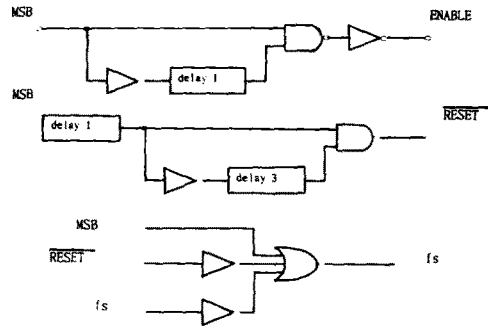 MSB
ENABLE
delay 1
MSB
delay 1
RESET
delay 3
MSB
RESET
fs
fs